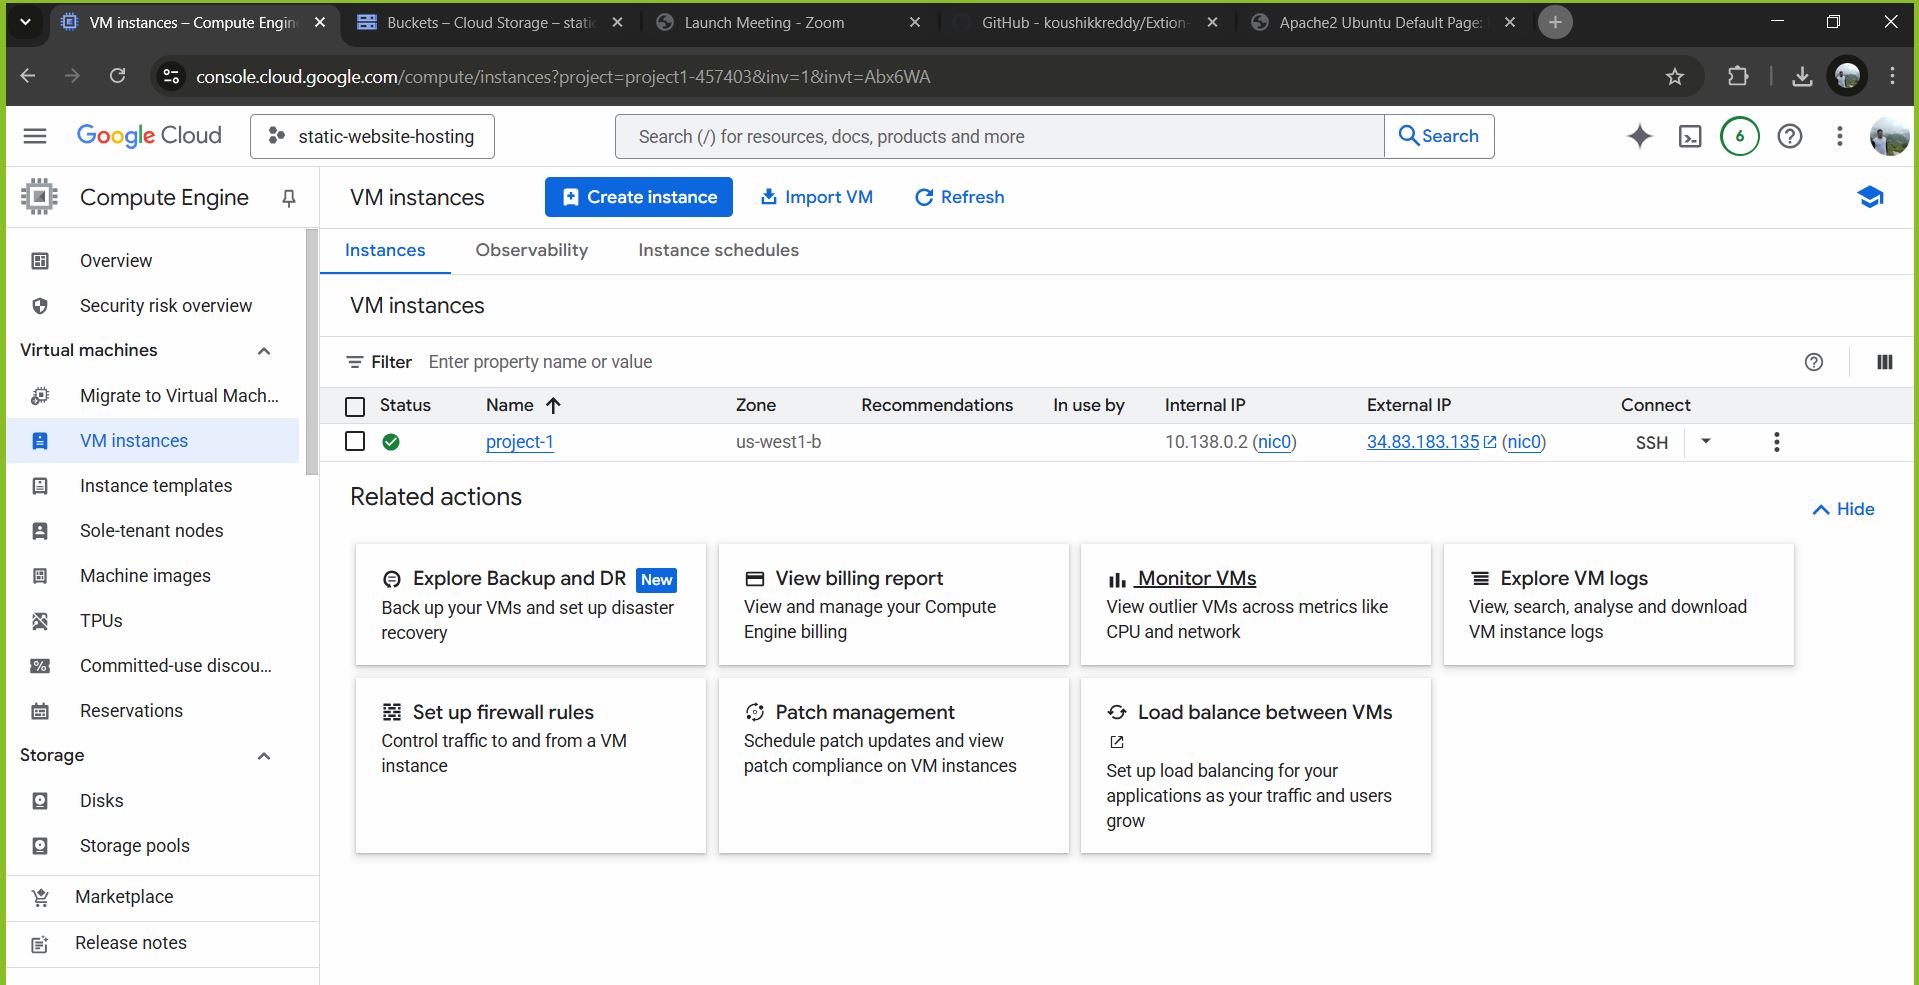 VM instances – Compute Engin
Buckets – Cloud Storage – stati
Launch Meeting - Zoom
GitHub - koushikkreddy/Extion-
Apache2 Ubuntu Default Page:
console.cloud.google.com/compute/instances?project=project1-457403&inv=1&invt=Abx6WA
Google Cloud
static-website-hosting
Search (/) for resources, docs, products and more
Search
6
Compute Engine
VM instances
Create instance
Import VM
Refresh
Overview
Security risk overview
Virtual machines
Migrate to Virtual Mach...
VM instances
Instance templates
Sole-tenant nodes
Machine images
TPUs
Committed-use discou...
Reservations
Storage
Disks
Storage pools
Marketplace
Release notes
Instances
Observability
Instance schedules
VM instances
Filter
Enter property name or value
Status Name Zone Recommendations In use by Internal IP External IP Connect
project-1 us-west1-b 10.138.0.2 (nic0) 34.83.183.135 (nic0) SSH
Related actions
Hide
Explore Backup and DR New
Back up your VMs and set up disaster
recovery
View billing report
View and manage your Compute
Engine billing
Monitor VMs
View outlier VMs across metrics like
CPU and network
Explore VM logs
View, search, analyse and download
VM instance logs
Set up firewall rules
Control traffic to and from a VM
instance
Patch management
Schedule patch updates and view
patch compliance on VM instances
Load balance between VMs
Set up load balancing for your
applications as your traffic and users
grow